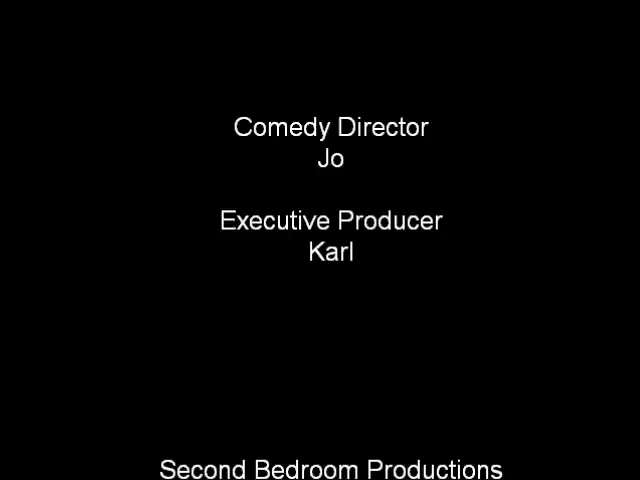 Comedy Director
Jo
Executive Producer
Karl
Second Bedroom Productions